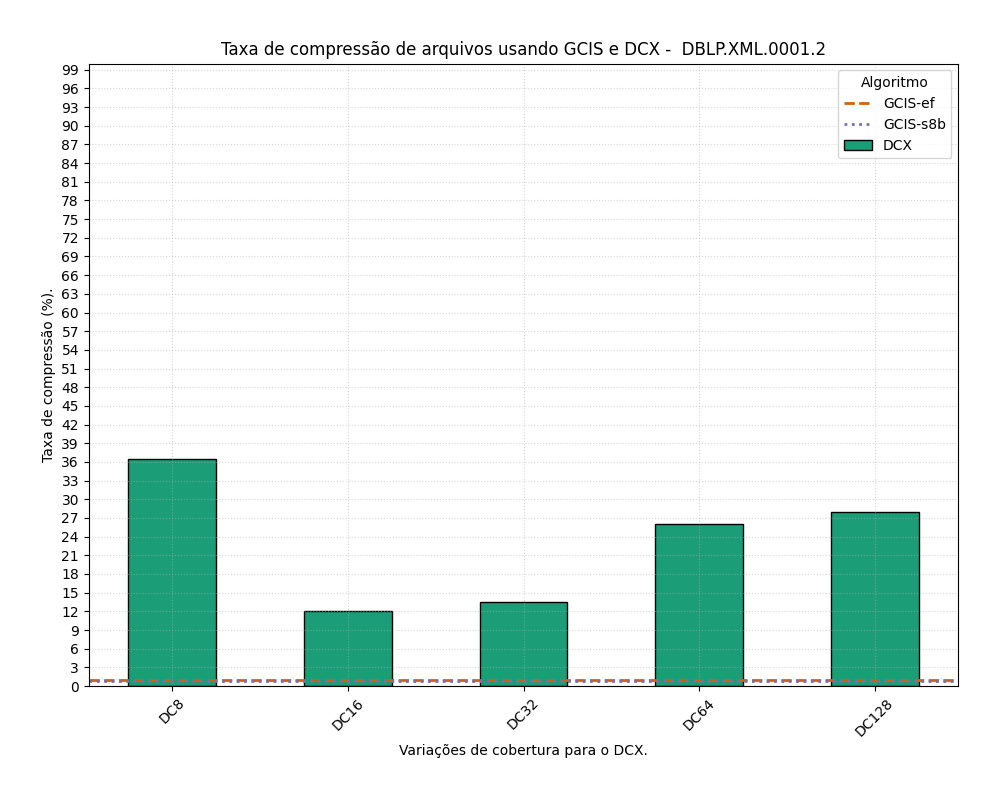 Taxa de compressão de arquivos usando GCIS e DCX -  DBLP.XML.0001.2
Algoritmo
GCIS-ef
GCIS-s8b
DCX
Taxa de compressão (%).
99
96
93
90
87
84
81
78
75
72
69
66
63
60
57
54
51
48
45
42
39
36
33
30
27
24
21
18
15
12
9
6
3
0
DC8
DC16
DC32
DC64
DC128
Variações de cobertura para o DCX.